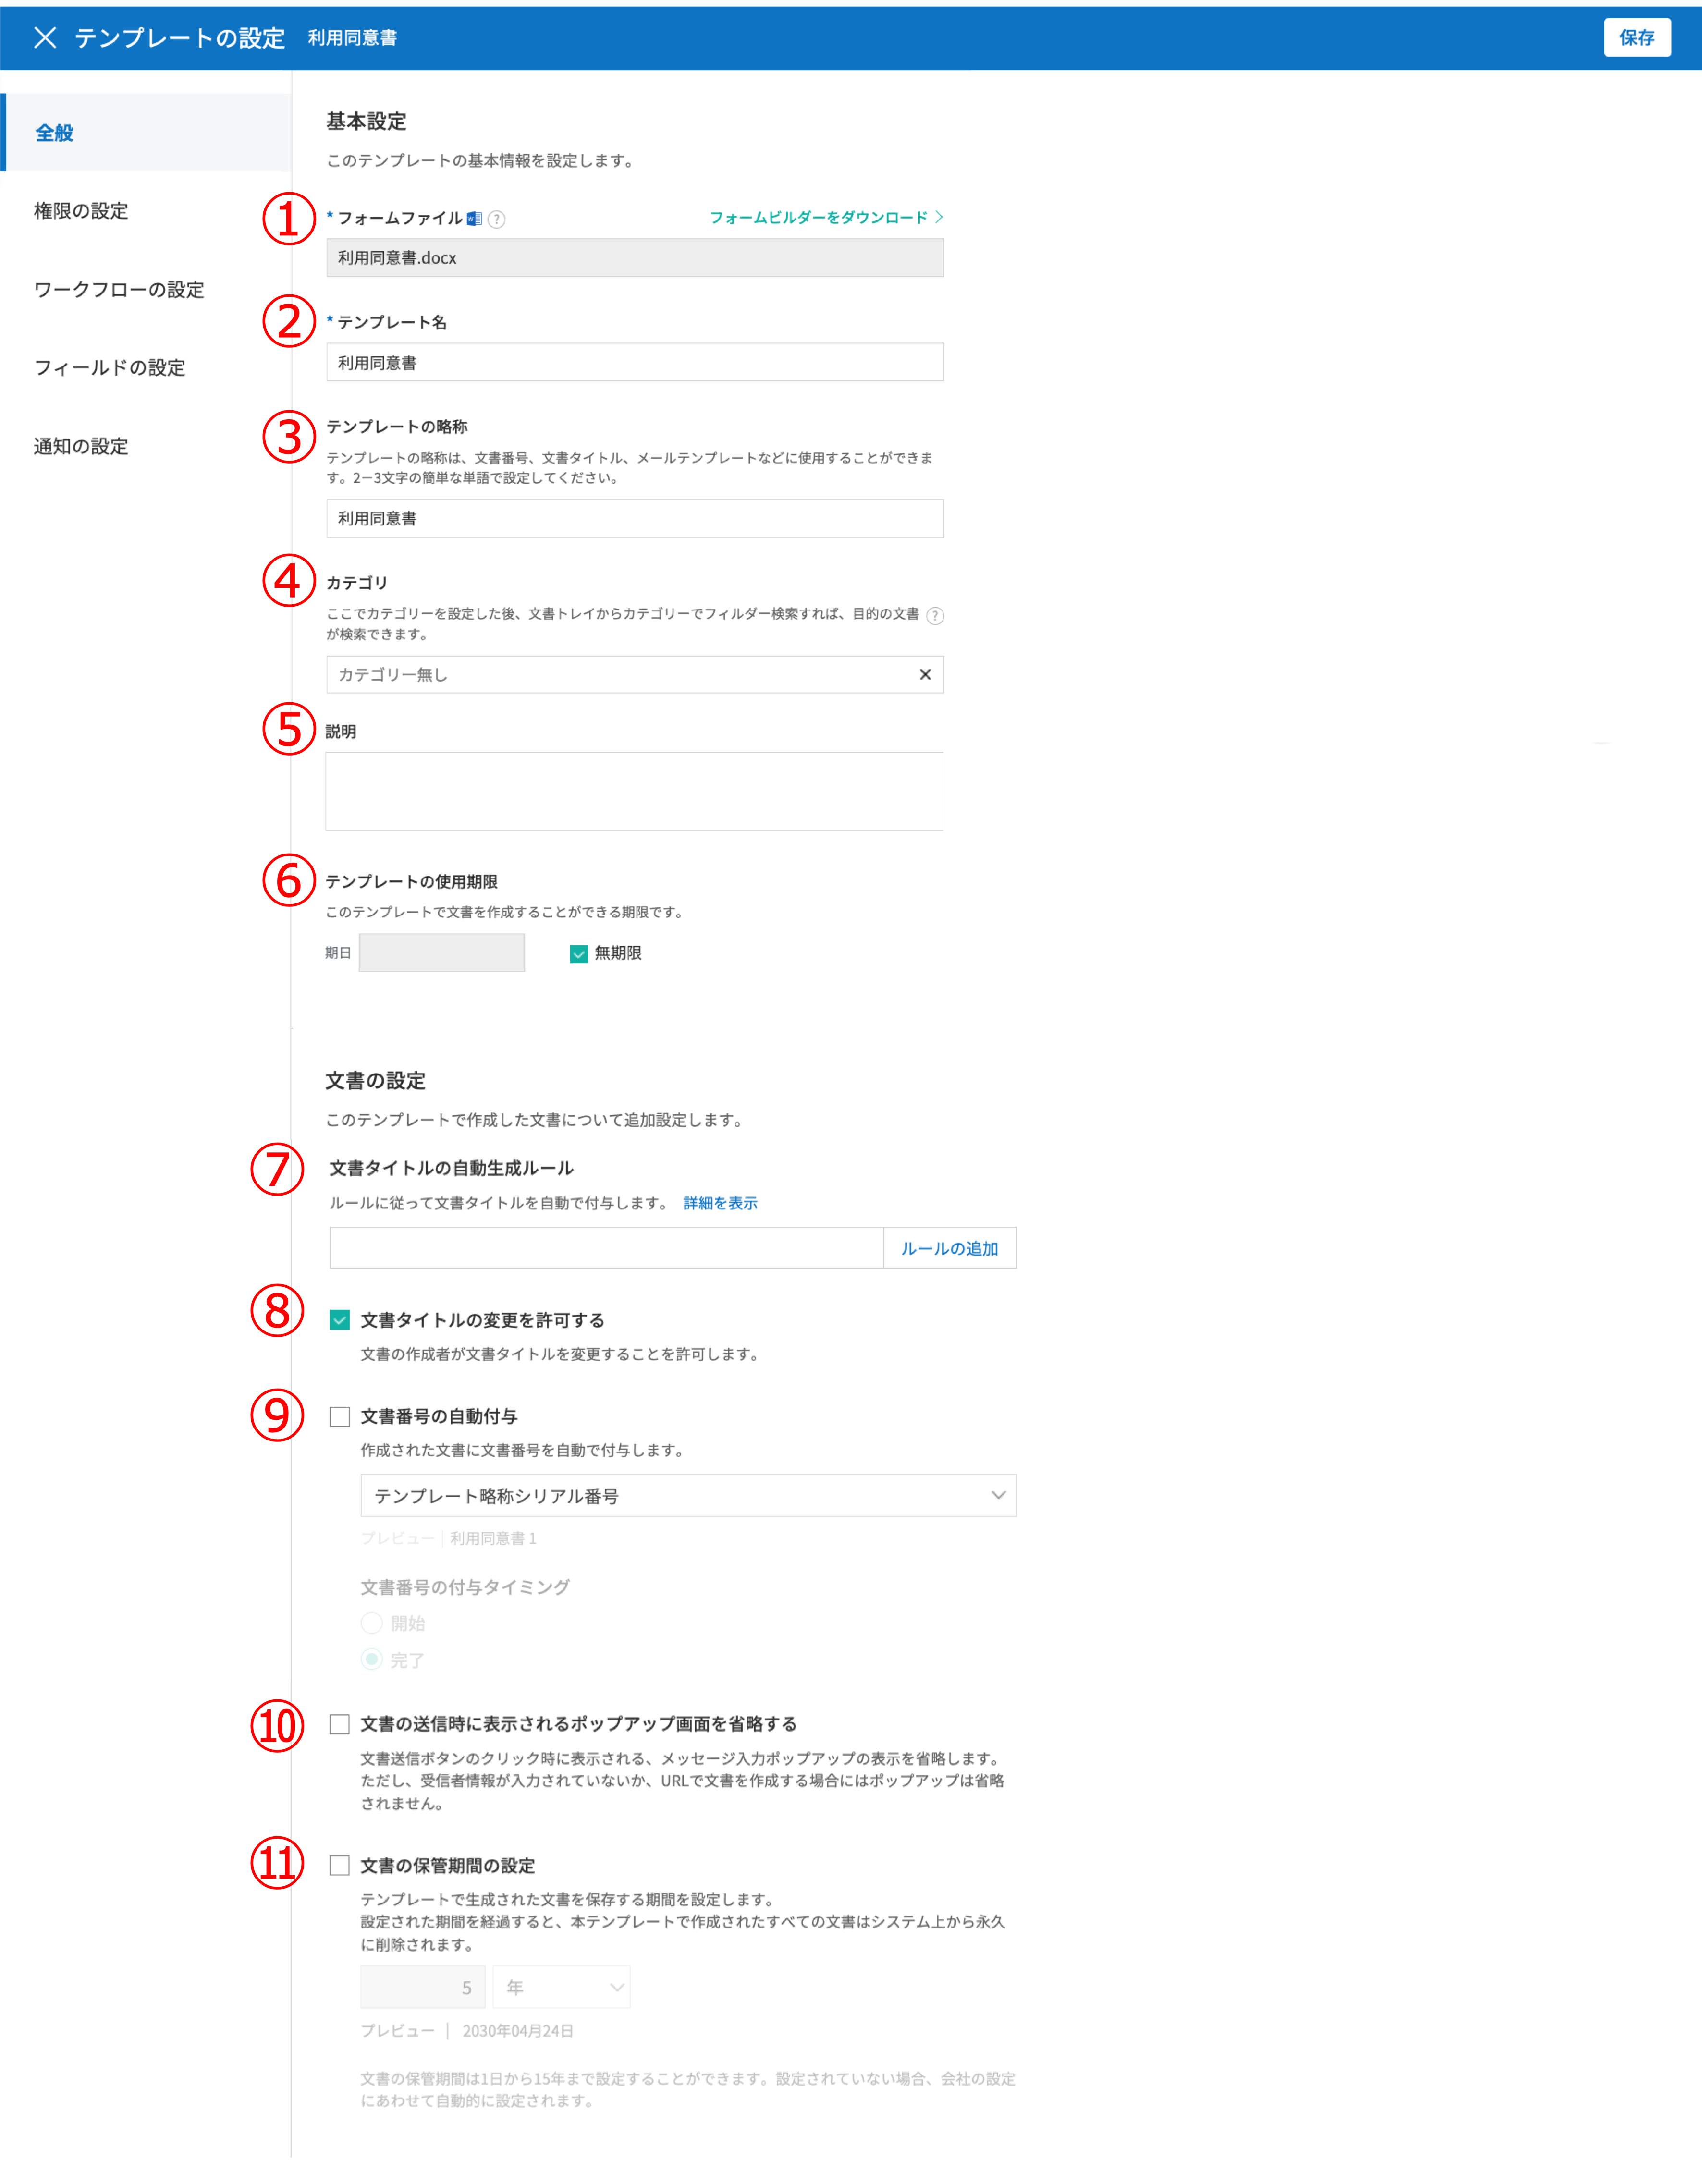 テンプレートの設定 利用同意書 保存
全般
権限の設定
ワークフローの設定
フィールドの設定
通知の設定
基本設定
このテンプレートの基本情報を設定します。
① * フォームファイル ? フォームビルダーをダウンロード >
利用同意書.docx
② * テンプレート名
利用同意書
③ テンプレートの略称
テンプレートの略称は、文書番号、文書タイトル、メールテンプレートなどに使用することができま
す。2ー3文字の簡単な単語で設定してください。
利用同意書
④ カテゴリ
ここでカテゴリーを設定した後、文書トレイからカテゴリーでフィルダー検索すれば、目的の文書 ?
が検索できます。
カテゴリー無し
⑤ 説明
⑥ テンプレートの使用期限
このテンプレートで文書を作成することができる期限です。
期日 無期限
文書の設定
このテンプレートで作成した文書について追加設定します。
⑦ 文書タイトルの自動生成ルール
ルールに従って文書タイトルを自動で付与します。 詳細を表示
ルールの追加
⑧ 文書タイトルの変更を許可する
文書の作成者が文書タイトルを変更することを許可します。
⑨ 文書番号の自動付与
作成された文書に文書番号を自動で付与します。
テンプレート略称シリアル番号
プレビュー | 利用同意書 1
文書番号の付与タイミング
開始
完了
⑩ 文書の送信時に表示されるポップアップ画面を省略する
文書送信ボタンのクリック時に表示される、メッセージ入力ポップアップの表示を省略します。
ただし、受信者情報が入力されていないか、URLで文書を作成する場合にはポップアップは省略
されません。
⑪ 文書の保管期間の設定
テンプレートで生成された文書を保存する期間を設定します。
設定された期間を経過すると、本テンプレートで作成されたすべての文書はシステム上から永久
に削除されます。
5 年
プレビュー | 2030年04月24日
文書の保管期間は1日から15年まで設定することができます。設定されていない場合、会社の設定
にあわせて自動的に設定されます。